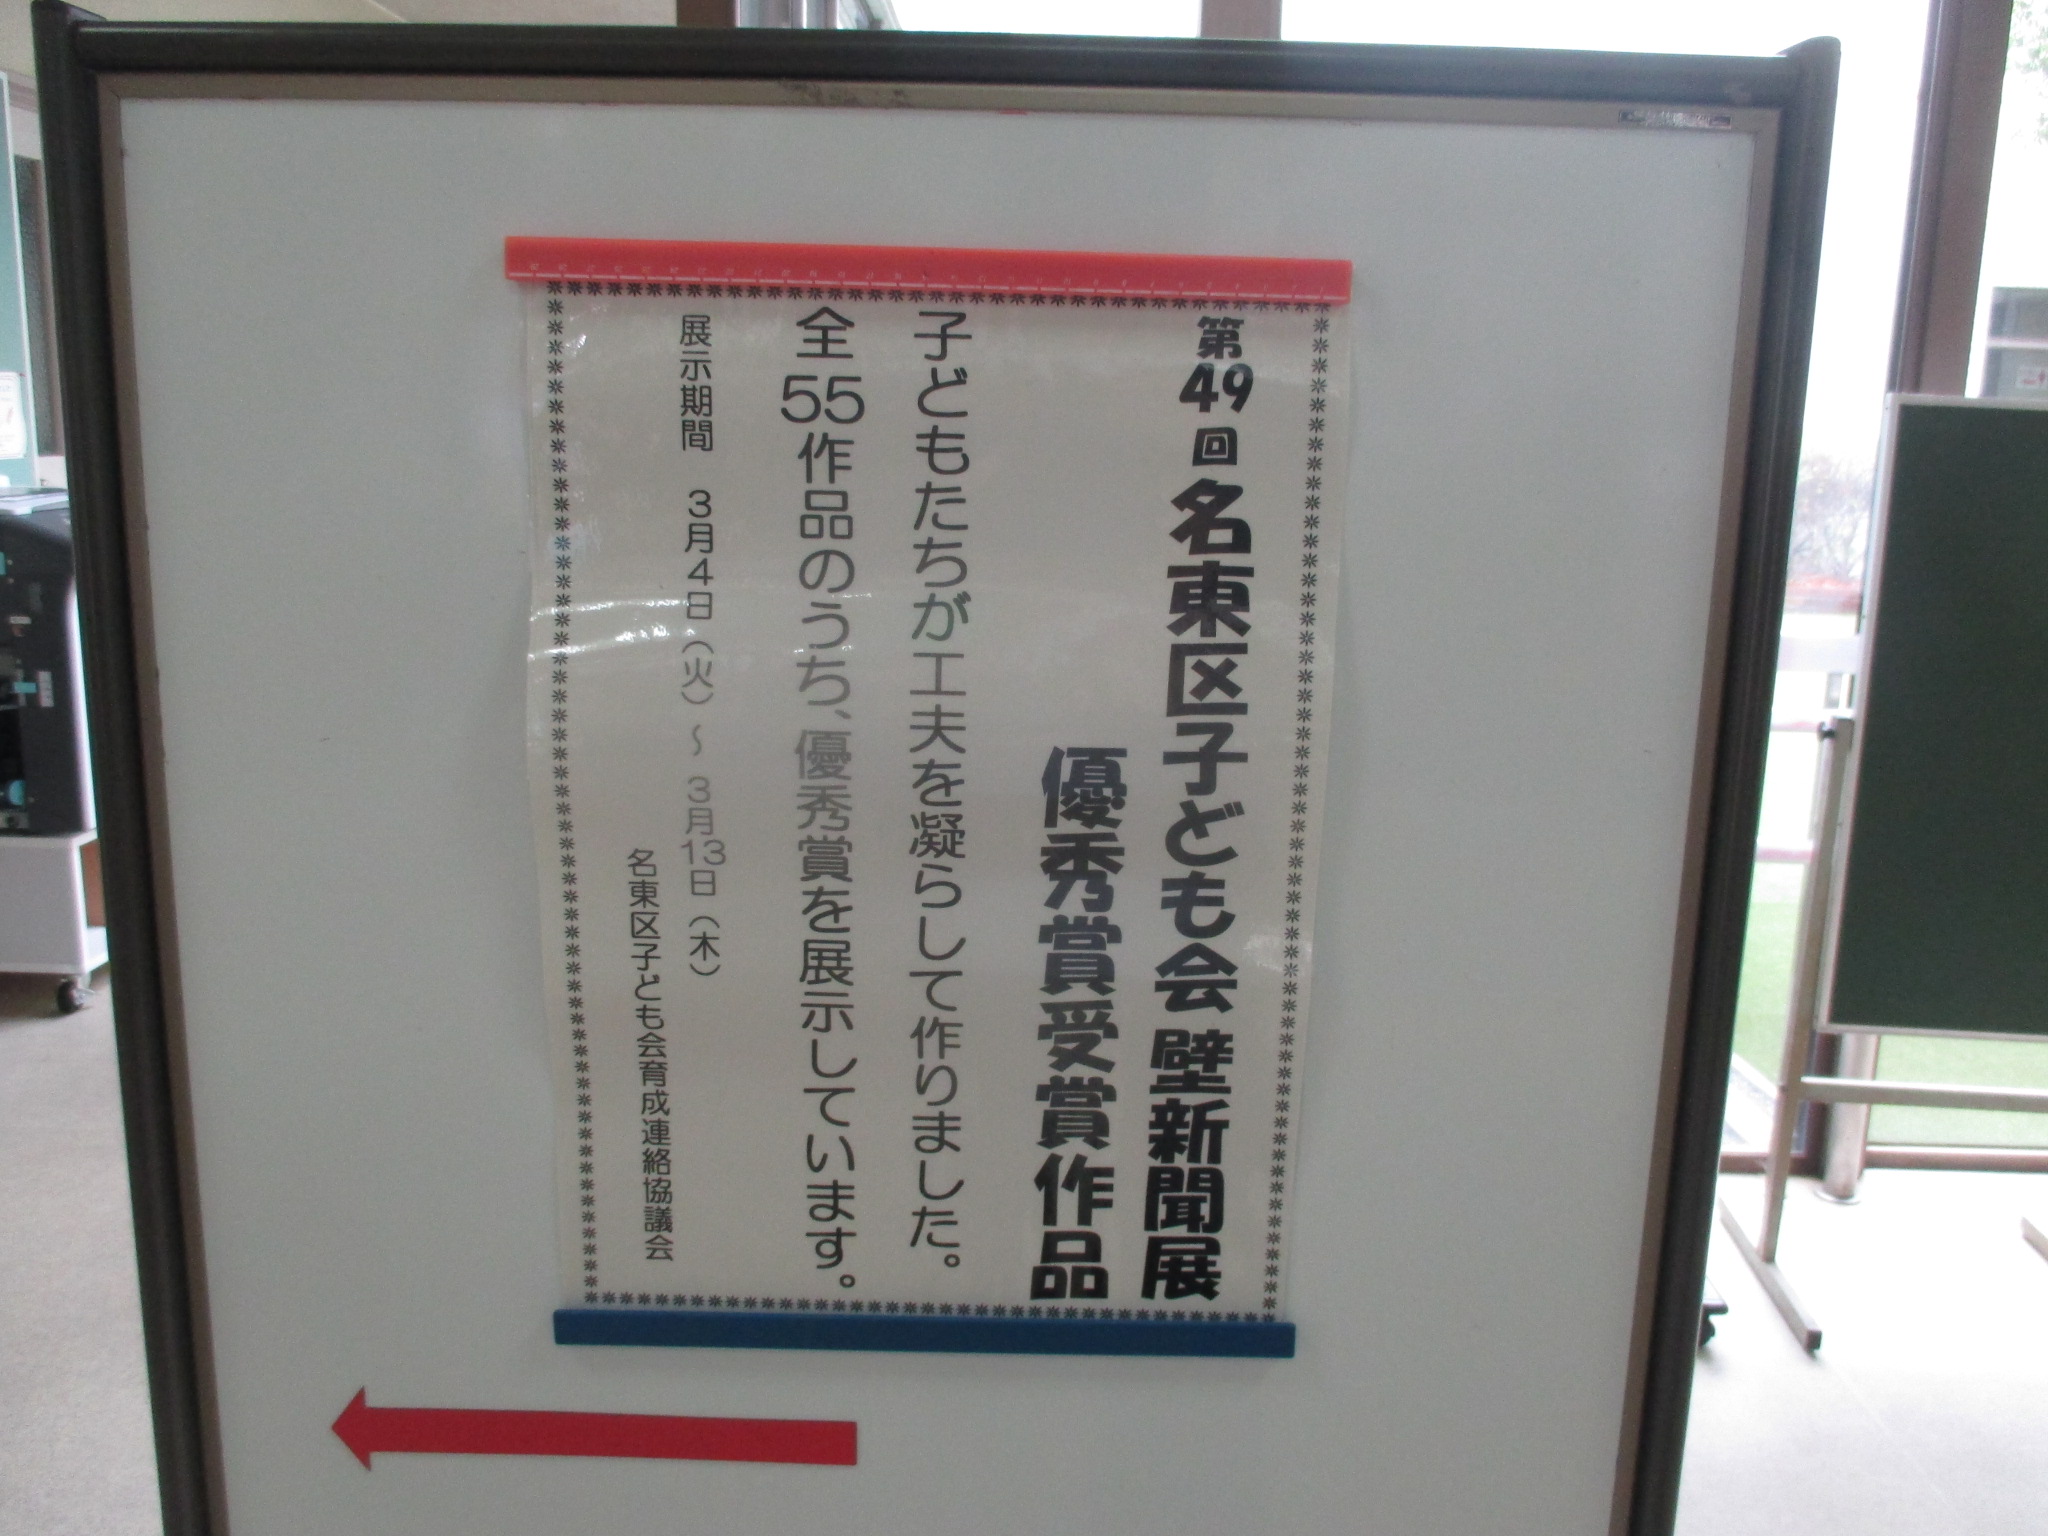 第49回 名東区子ども会 壁新聞展
優秀賞受賞作品
子どもたちが工夫を凝らして作りました。
全55作品のうち、優秀賞を展示しています。
展示期間　3月4日（火）～ 3月13日（木）
名東区子ども会育成連絡協議会